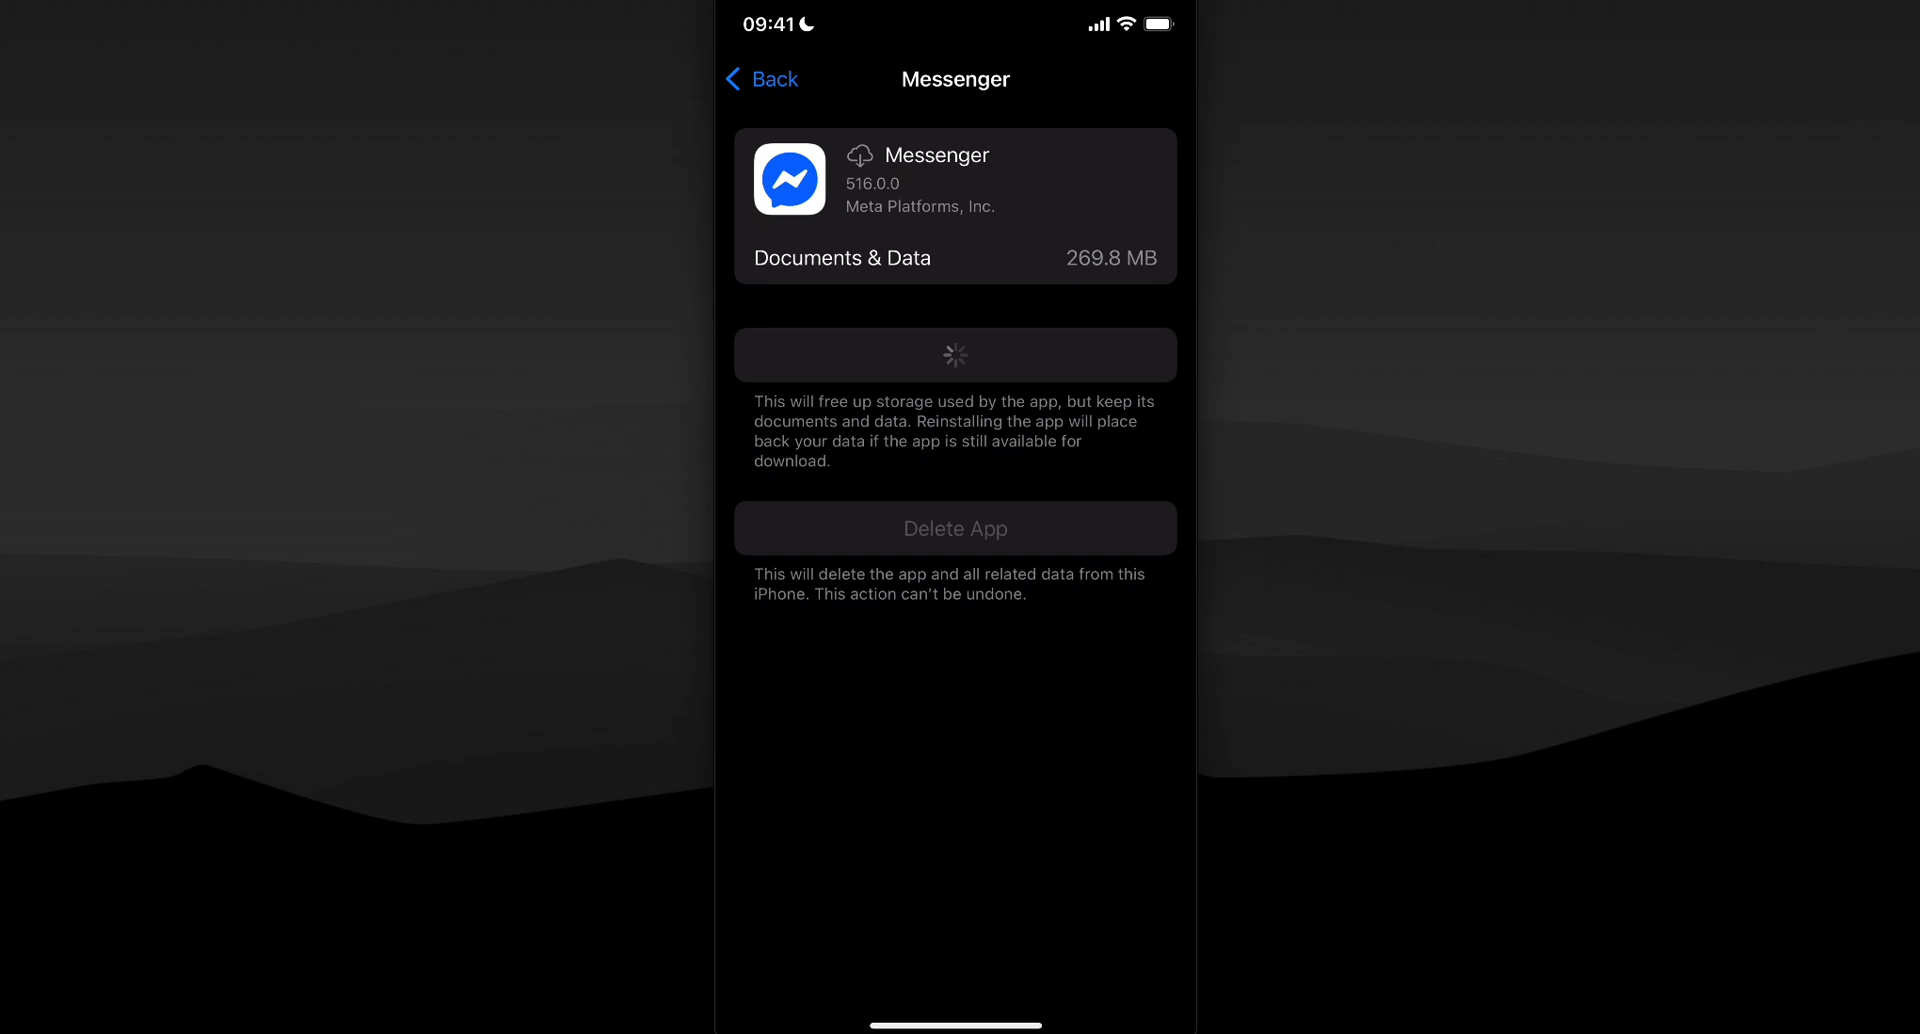 09:41
Back
Messenger
Messenger
516.0.0
Meta Platforms, Inc.
Documents & Data 269.8 MB
This will free up storage used by the app, but keep its
documents and data. Reinstalling the app will place
back your data if the app is still available for
download.
Delete App
This will delete the app and all related data from this
iPhone. This action can’t be undone.